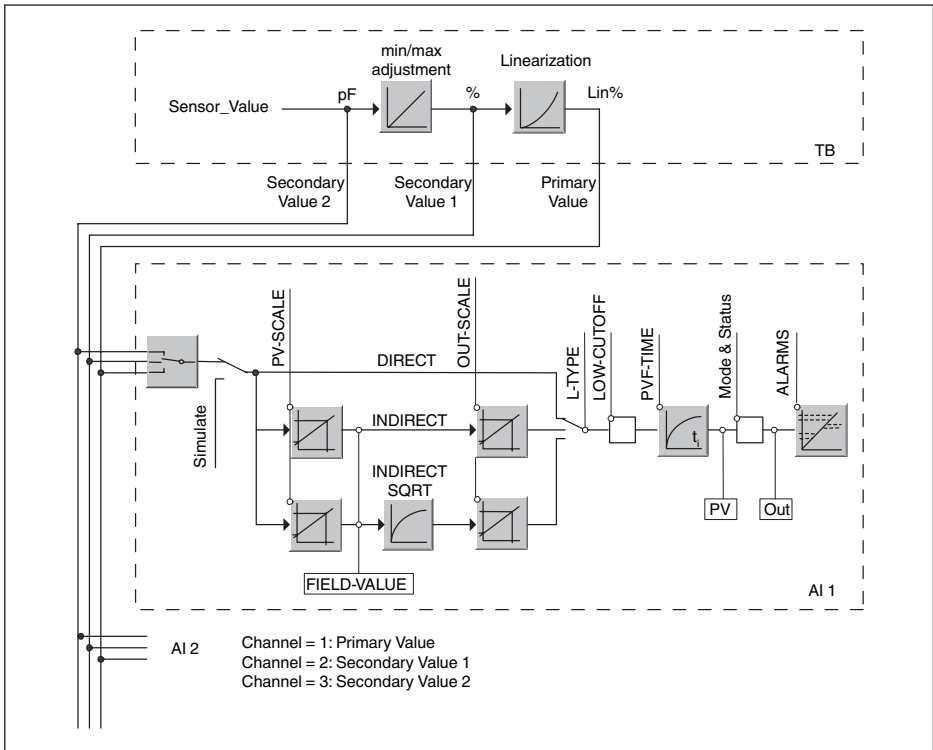 min/max
adjustment
Linearization
Sensor_Value
pF
%
Lin%
TB
Secondary
Value 2
Secondary
Value 1
Primary
Value
PV-SCALE
OUT-SCALE
L-TYPE
LOW-CUTOFF
PVF-TIME
Mode & Status
ALARMS
DIRECT
Simulate
INDIRECT
ti
INDIRECT
SQRT
PV
Out
FIELD-VALUE
AI 1
AI 2
Channel = 1: Primary Value
Channel = 2: Secondary Value 1
Channel = 3: Secondary Value 2